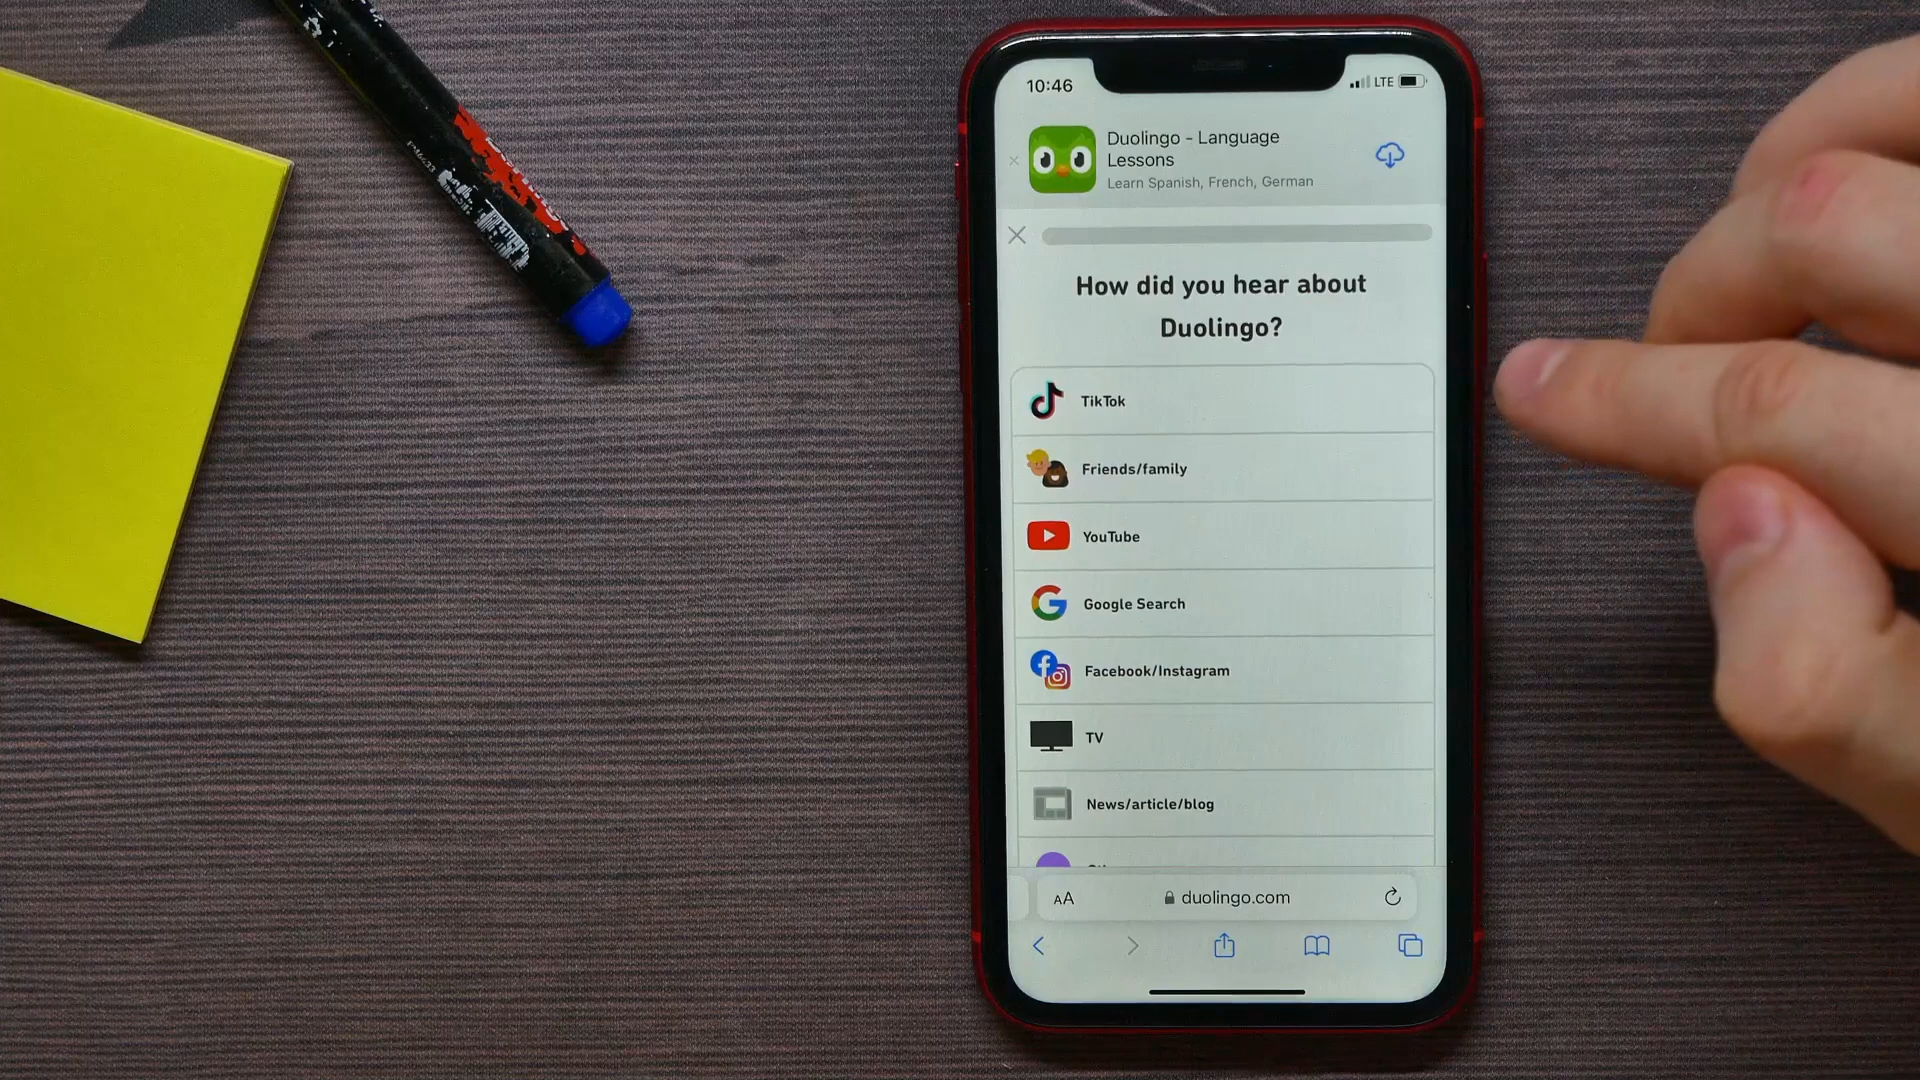 10:46
LTE
Duolingo - Language
Lessons
Learn Spanish, French, German
How did you hear about
Duolingo?
TikTok
Friends/family
YouTube
Google Search
Facebook/Instagram
TV
News/article/blog
AA
duolingo.com